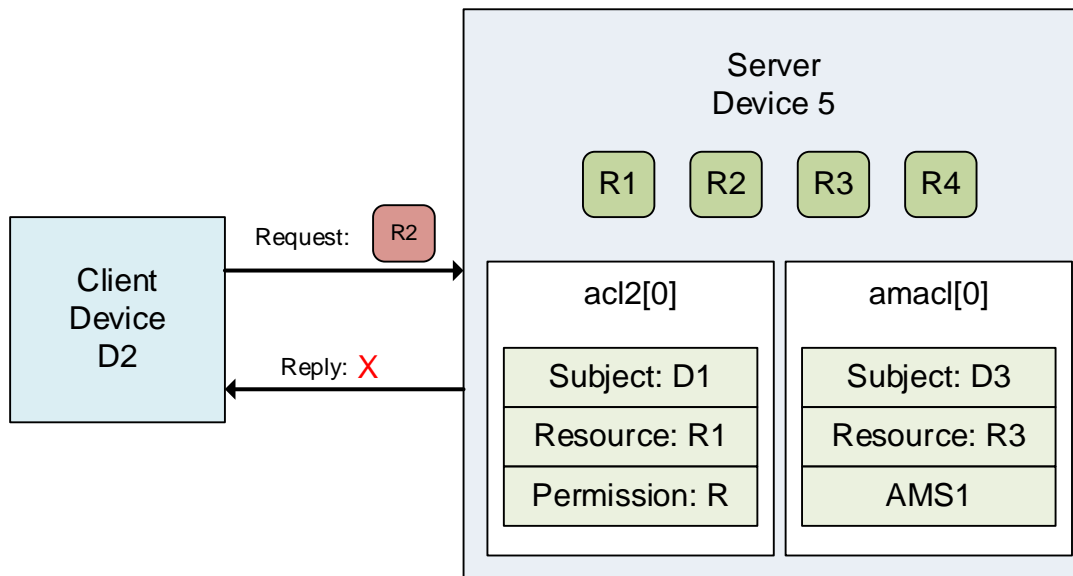 Server
Device 5
R1 R2 R3 R4
Request: R2
Client
Device
D2
Reply: X
acl2[0]
Subject: D1
Resource: R1
Permission: R
amacl[0]
Subject: D3
Resource: R3
AMS1